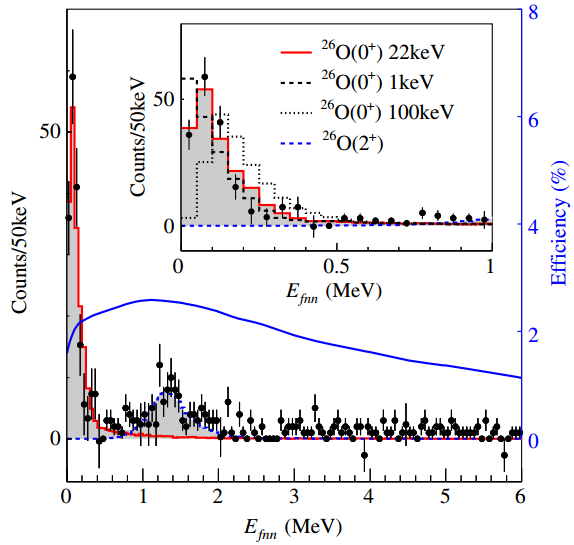 8
6
4
2
0
Efficiency (%)
Counts/50keV
50
0
0 1 2 3 4 5 6
E_fnn (MeV)
Counts/50keV
50
0
0 0.5 1
E_fnn (MeV)
²⁶O(0⁺) 22keV
²⁶O(0⁺) 1keV
²⁶O(0⁺) 100keV
²⁶O(2⁺)